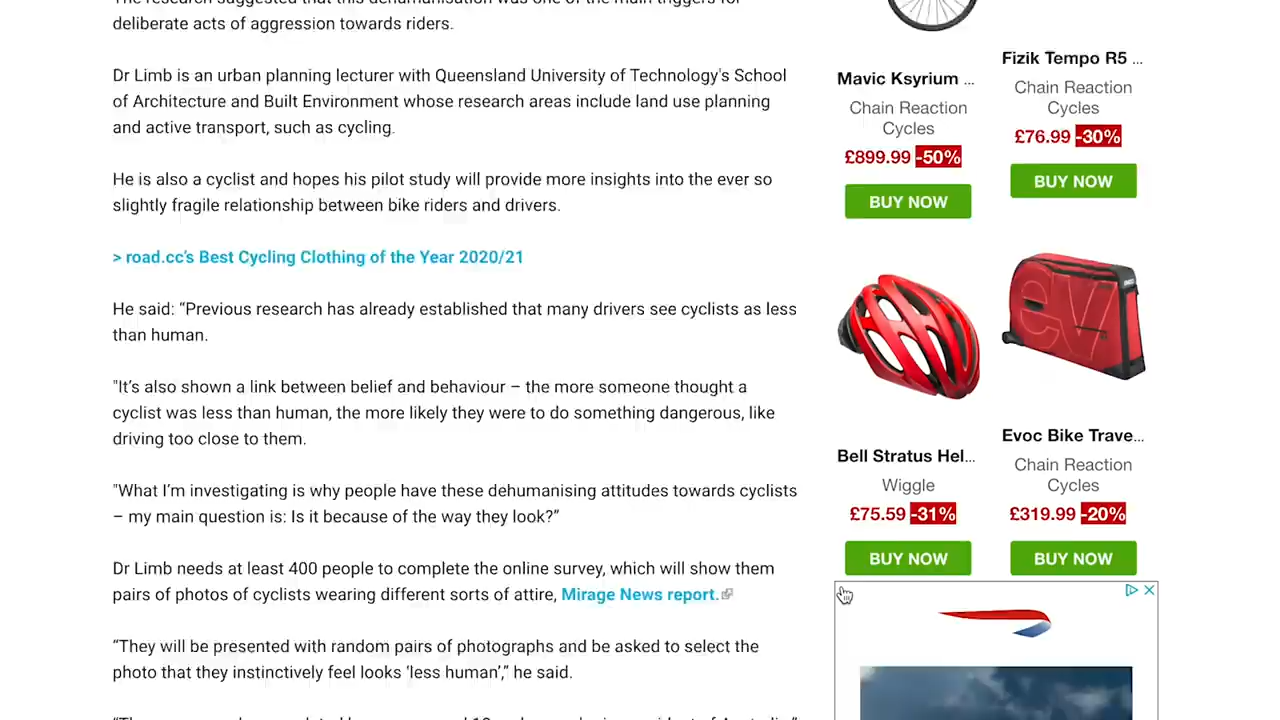 The research suggested that this dehumanisation was one of the main triggers for
deliberate acts of aggression towards riders.
Dr Limb is an urban planning lecturer with Queensland University of Technology's School
of Architecture and Built Environment whose research areas include land use planning
and active transport, such as cycling.
He is also a cyclist and hopes his pilot study will provide more insights into the ever so
slightly fragile relationship between bike riders and drivers.
> road.cc’s Best Cycling Clothing of the Year 2020/21
He said: “Previous research has already established that many drivers see cyclists as less
than human.
"It’s also shown a link between belief and behaviour – the more someone thought a
cyclist was less than human, the more likely they were to do something dangerous, like
driving too close to them.
"What I’m investigating is why people have these dehumanising attitudes towards cyclists
– my main question is: Is it because of the way they look?”
Dr Limb needs at least 400 people to complete the online survey, which will show them
pairs of photos of cyclists wearing different sorts of attire, Mirage News report.
“They will be presented with random pairs of photographs and be asked to select the
photo that they instinctively feel looks ‘less human’,” he said.
Mavic Ksyrium ...
Chain Reaction
Cycles
£899.99 -50%
BUY NOW
Fizik Tempo R5 ...
Chain Reaction
Cycles
£76.99 -30%
BUY NOW
ev
Bell Stratus Hel...
Wiggle
£75.59 -31%
BUY NOW
Evoc Bike Trave...
Chain Reaction
Cycles
£319.99 -20%
BUY NOW